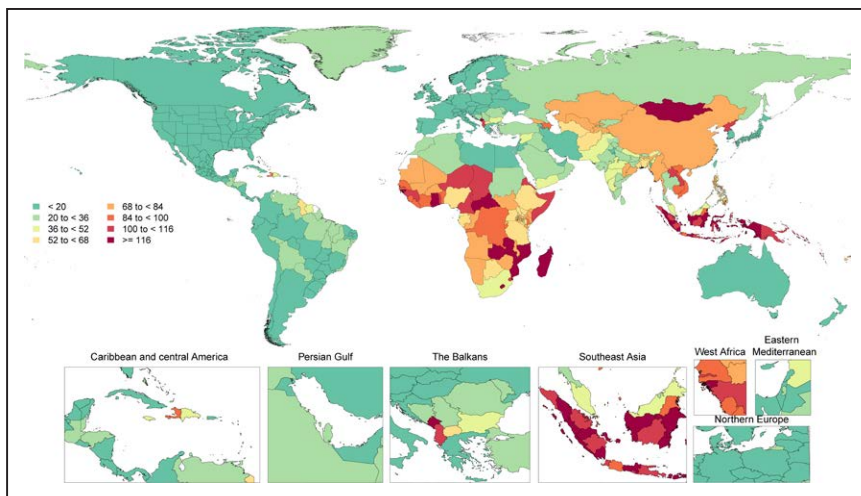 < 20
20 to < 36
36 to < 52
52 to < 68
68 to < 84
84 to < 100
100 to < 116
>= 116
Caribbean and central America
Persian Gulf
The Balkans
Southeast Asia
West Africa
Eastern
Mediterranean
Northern Europe